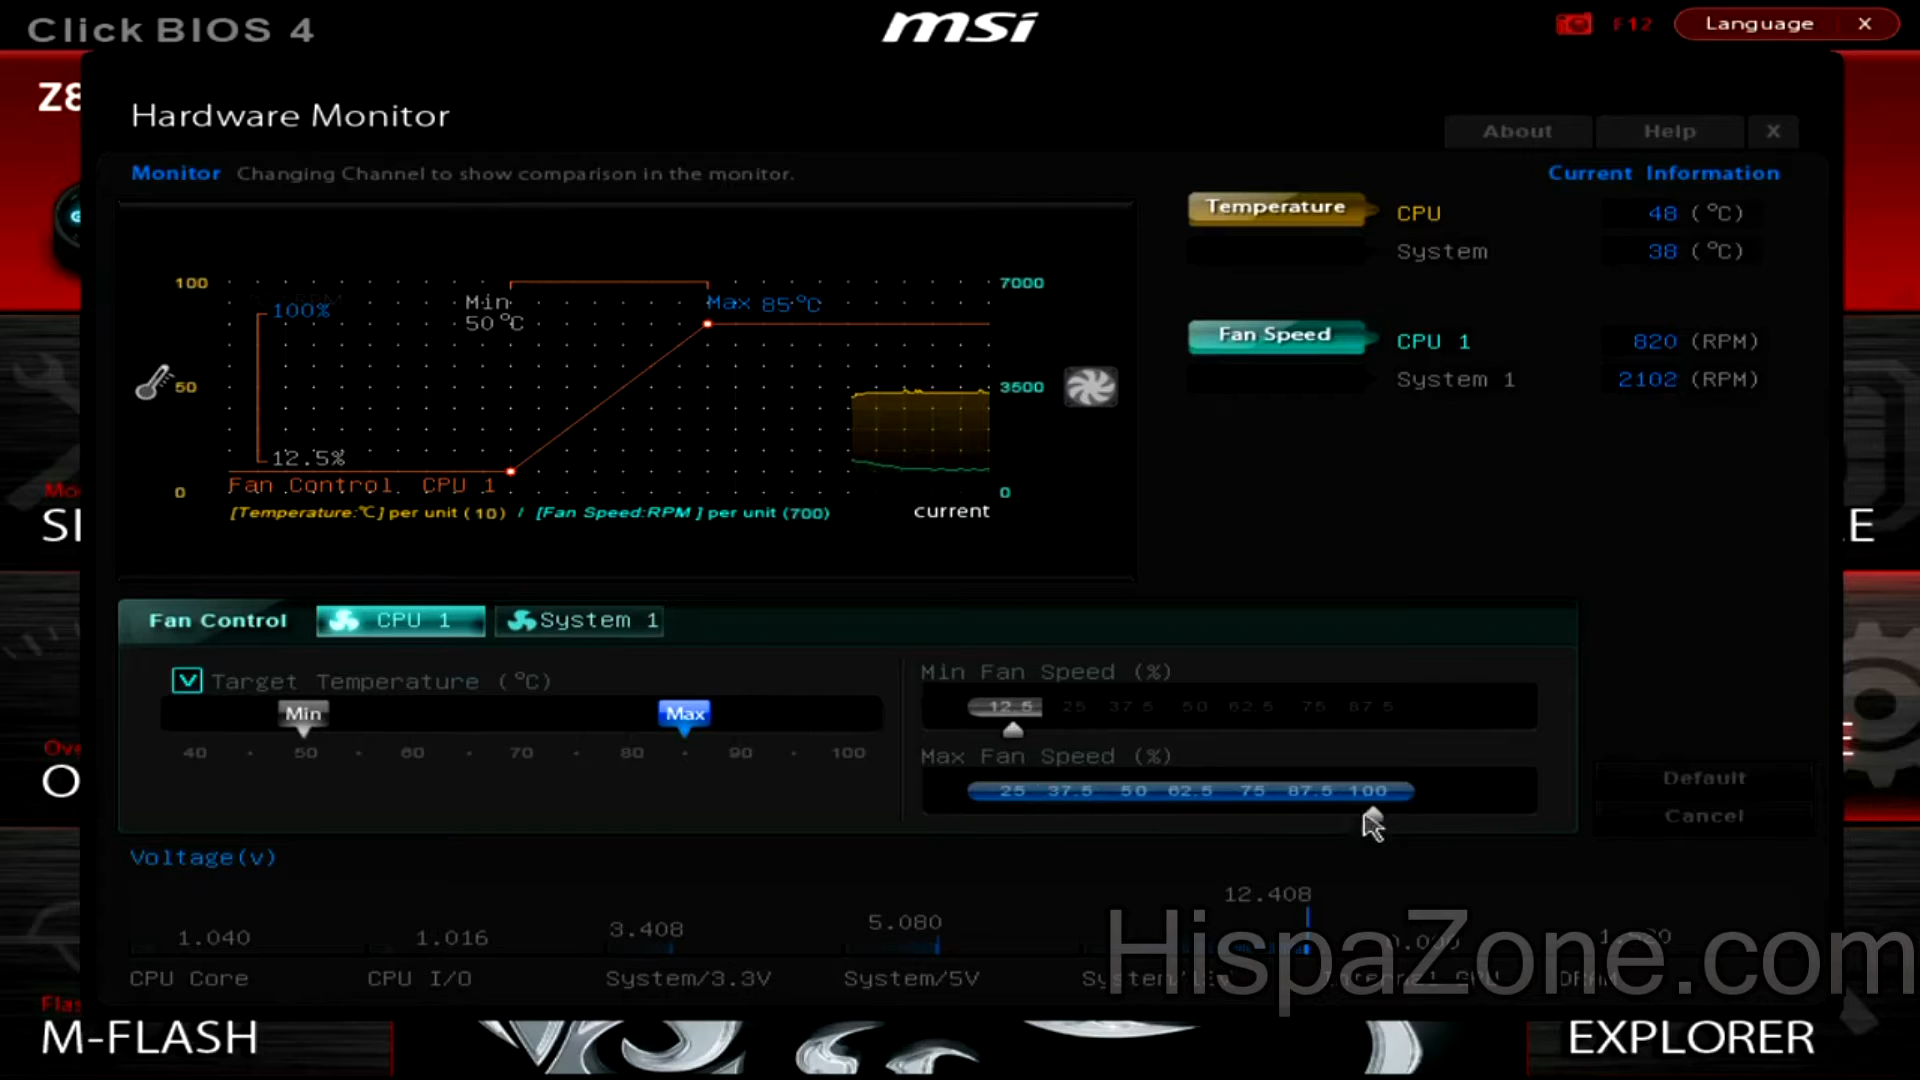 Click BIOS 4
msi
F12
Language X
Z8
Hardware Monitor
About Help X
Monitor Changing Channel to show comparison in the monitor.
Current Information
Temperature CPU 48 (°C)
System 38 (°C)
Fan Speed CPU 1 820 (RPM)
System 1 2102 (RPM)
100 7000
100%
Min
50°C
Max 85°C
50 3500
12.5%
Fan Control CPU 1
0 0
[Temperature:℃] per unit (10) / [Fan Speed:RPM ] per unit (700)
current
Fan Control CPU 1 System 1
V Target Temperature (°C)
Min Max
40 50 60 70 80 90 100
Min Fan Speed (%)
12.5 25 37.5 50 62.5 75 87.5
Max Fan Speed (%)
25 37.5 50 62.5 75 87.5 100
Default
Cancel
Voltage(v)
1.040 1.016 3.408 5.080 12.408
CPU Core CPU I/O System/3.3V System/5V
HispaZone.com
M-FLASH
EXPLORER